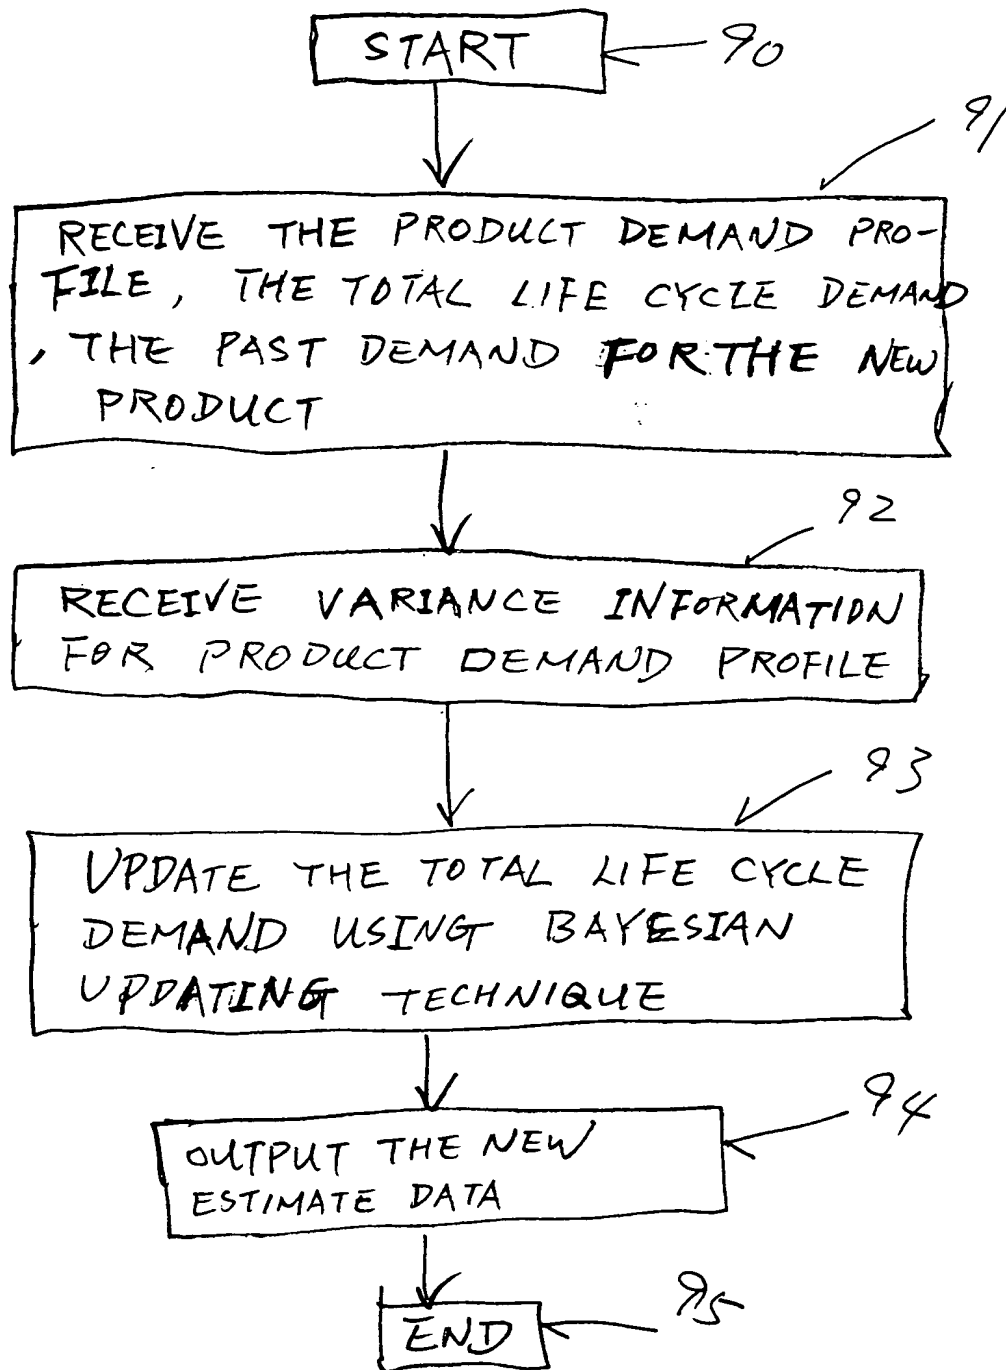 START
90
91
RECEIVE THE PRODUCT DEMAND PRO-
FILE, THE TOTAL LIFE CYCLE DEMAND
, THE PAST DEMAND FOR THE NEW
PRODUCT
92
RECEIVE VARIANCE INFORMATION
FOR PRODUCT DEMAND PROFILE
93
UPDATE THE TOTAL LIFE CYCLE
DEMAND USING BAYESIAN
UPDATING TECHNIQUE
94
OUTPUT THE NEW
ESTIMATE DATA
95
END